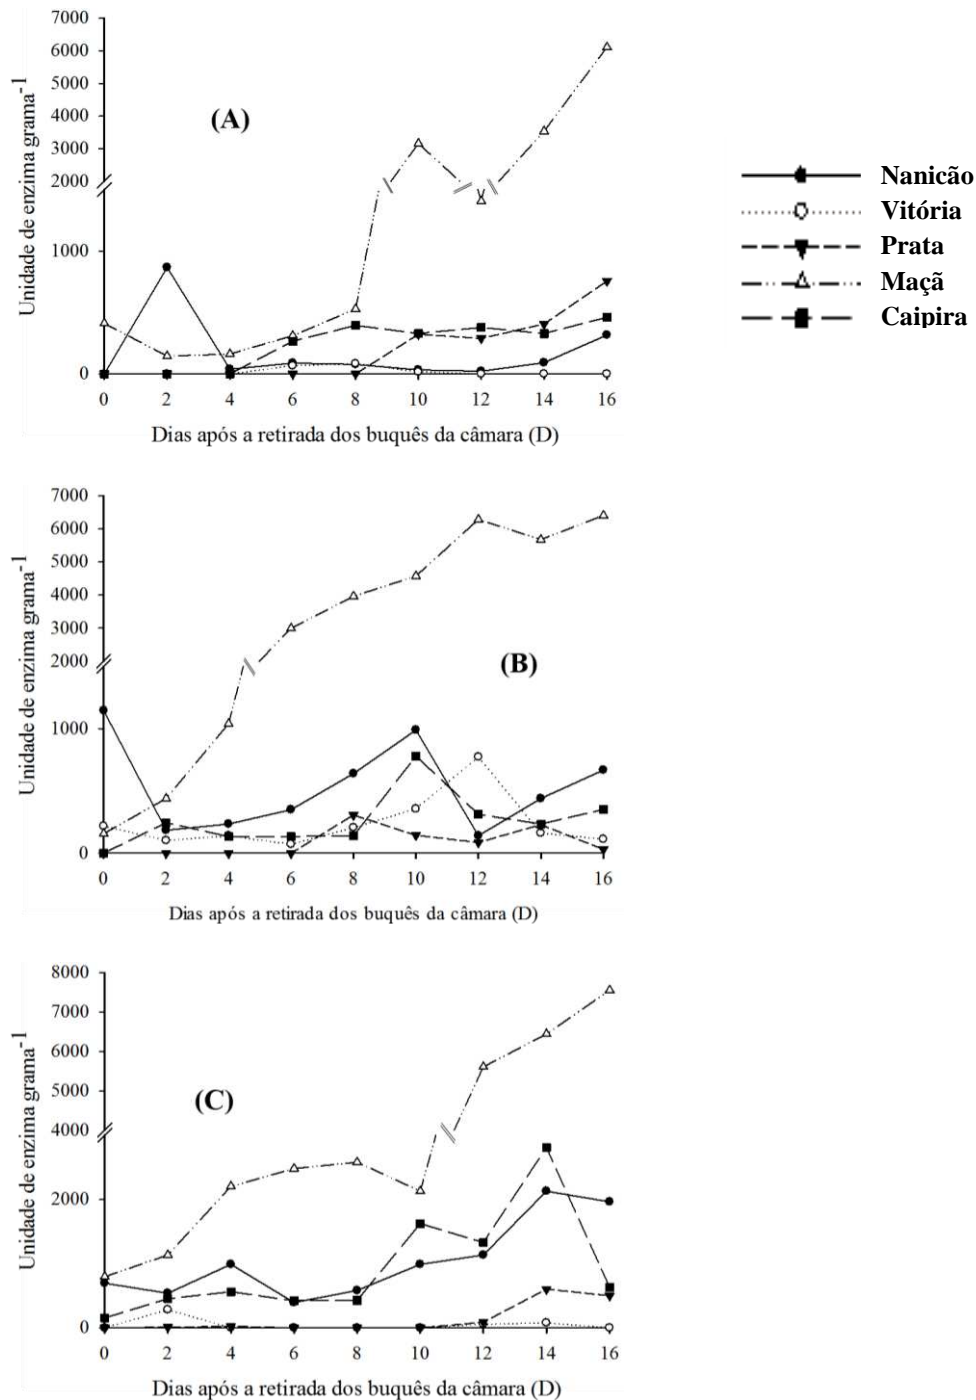 7000
6000
5000
4000
3000
2000
1000
0
Unidade de enzima grama-1
(A)
0 2 4 6 8 10 12 14 16
Dias após a retirada dos buquês da câmara (D)
Nanicão
Vitória
Prata
Maçã
Caipira
7000
6000
5000
4000
3000
2000
1000
0
Unidade de enzima grama-1
(B)
0 2 4 6 8 10 12 14 16
Dias após a retirada dos buquês da câmara (D)
8000
7000
6000
5000
4000
2000
0
Unidade de enzima grama-1
(C)
0 2 4 6 8 10 12 14 16
Dias após a retirada dos buquês da câmara (D)